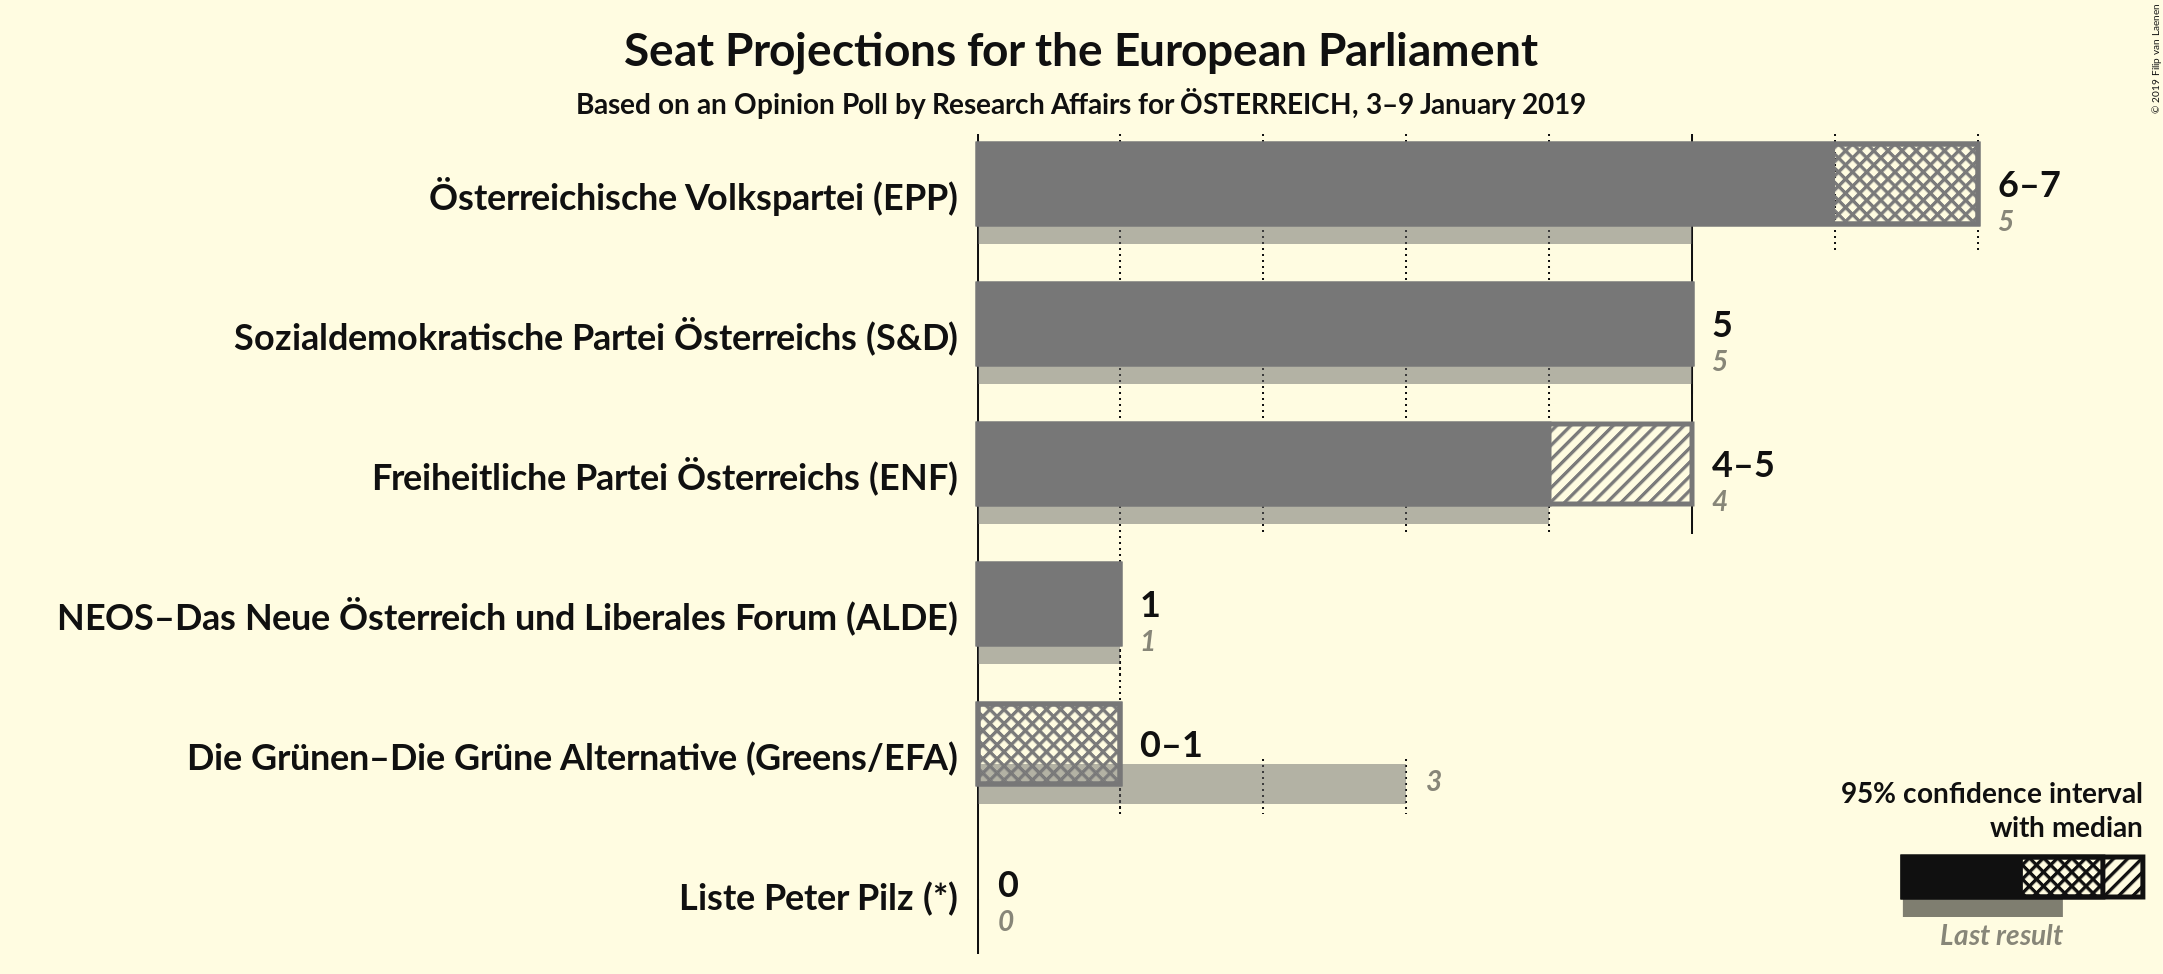 Seat Projections for the European Parliament
Based on an Opinion Poll by Research Affairs for ÖSTERREICH, 3–9 January 2019
© 2019 Filip van Laenen
Österreichische Volkspartei (EPP)
6–7
5
Sozialdemokratische Partei Österreichs (S&D)
5
5
Freiheitliche Partei Österreichs (ENF)
4–5
4
NEOS–Das Neue Österreich und Liberales Forum (ALDE)
1
1
Die Grünen–Die Grüne Alternative (Greens/EFA)
0–1
3
Liste Peter Pilz (*)
0
0
95% confidence interval
with median
Last result